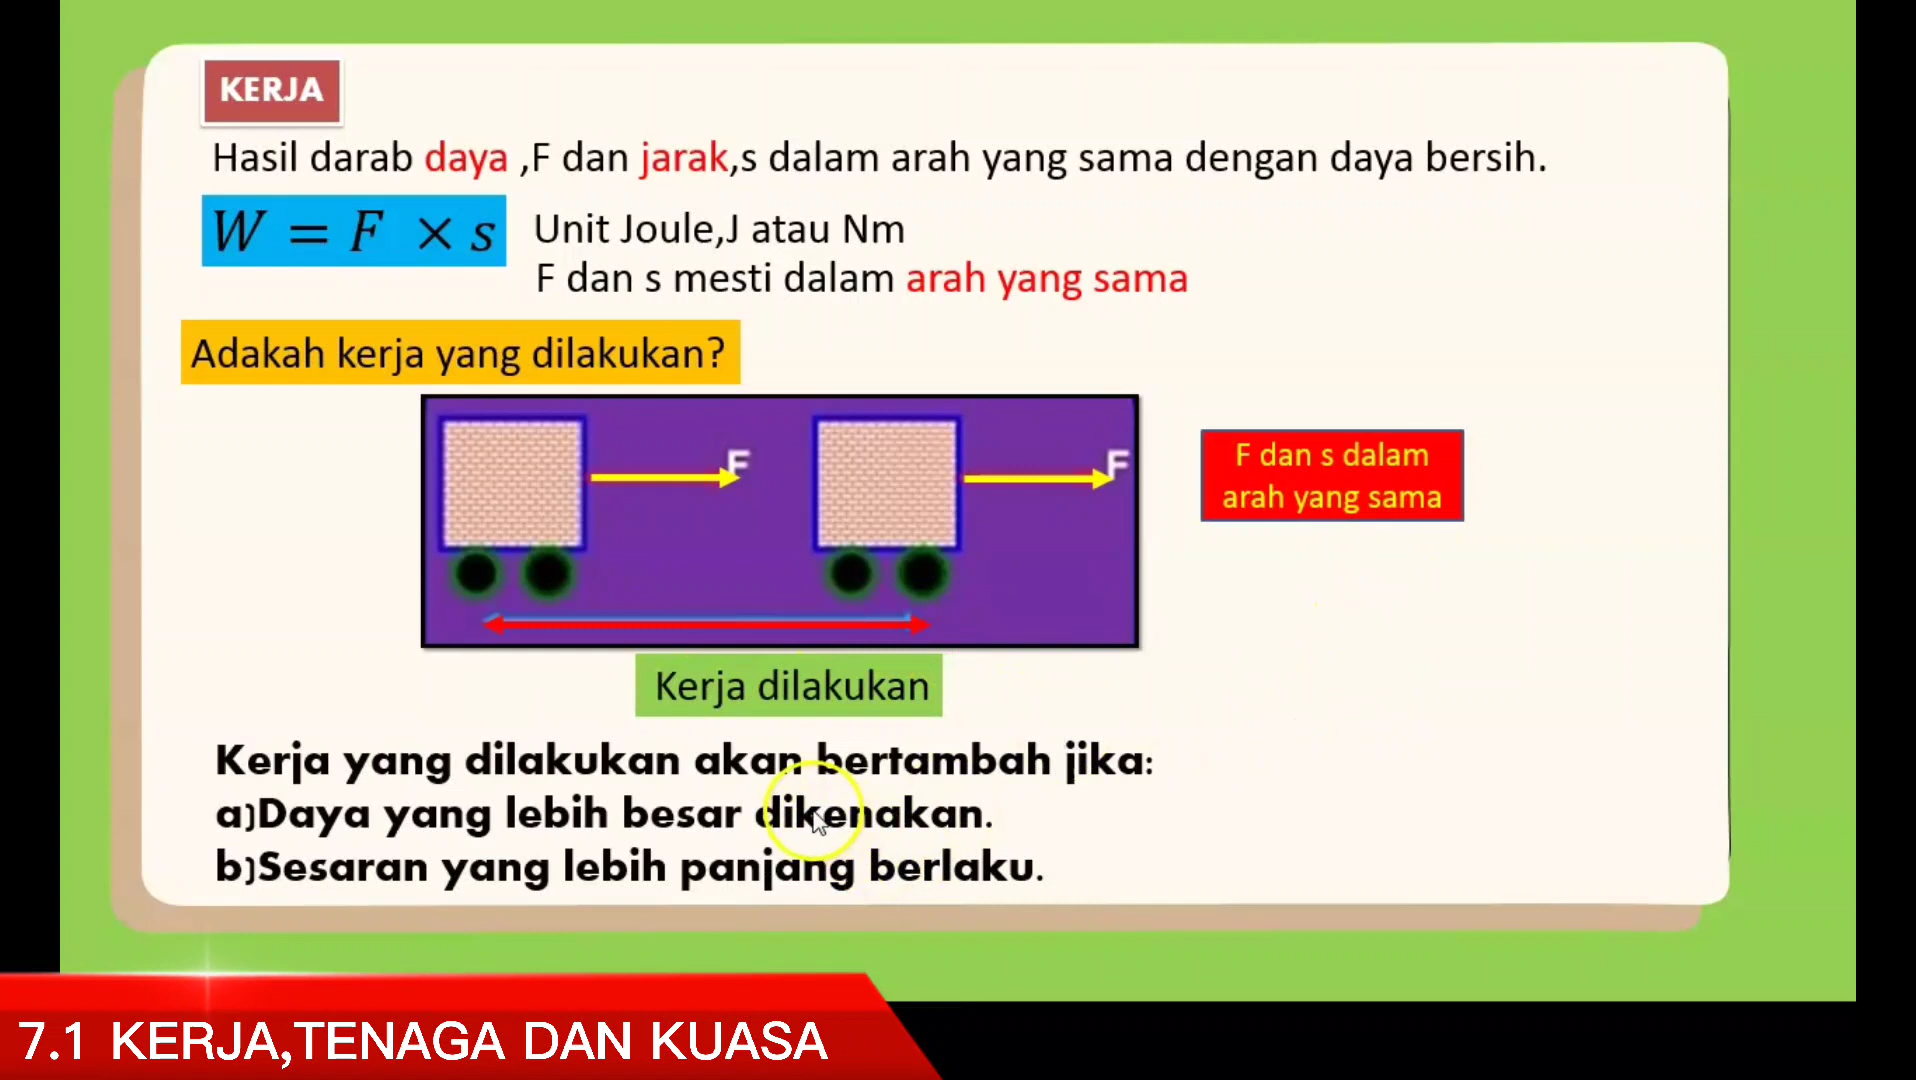 KERJA
Hasil darab daya ,F dan jarak,s dalam arah yang sama dengan daya bersih.
W = F × s
Unit Joule,J atau Nm
F dan s mesti dalam arah yang sama
Adakah kerja yang dilakukan?
F
F
F dan s dalam
arah yang sama
Kerja dilakukan
Kerja yang dilakukan akan bertambah jika:
a)Daya yang lebih besar dikenakan.
b)Sesaran yang lebih panjang berlaku.
7.1 KERJA,TENAGA DAN KUASA